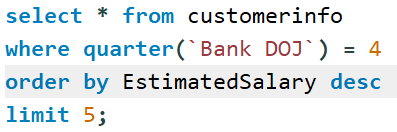 select * from customerinfo
where quarter(`Bank DOJ`) = 4
order by EstimatedSalary desc
limit 5;